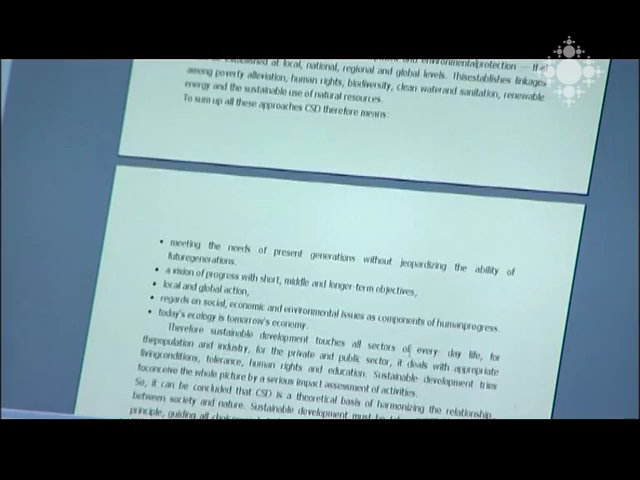 be established at local, national, regional and global levels. Thisestablishes linkages
among poverty alleviation, human rights, biodiversity, clean waterand sanitation, renewable
energy and the sustainable use of natural resources.
To sum up all these approaches CSD therefore means:
• meeting the needs of present generations without jeopardizing the ability of
futuregenerations.
• a vision of progress with short, middle and longer-term objectives,
• local and global action,
• regards on social, economic and environmental issues as components of humanprogress.
• today's ecology is tomorrow's economy.
Therefore sustainable development touches all sectors of every- day life, for
thepopulation and industry, for the private and public sector, it deals with appropriate
livingconditions, tolerance, human rights and education. Sustainable development tries
toconceive the whole picture by a serious impact assessment of activities.
So, it can be concluded that CSD is a theoretical basis of harmonizing the relationship
between society and nature. Sustainable development must be
principle, guiding all